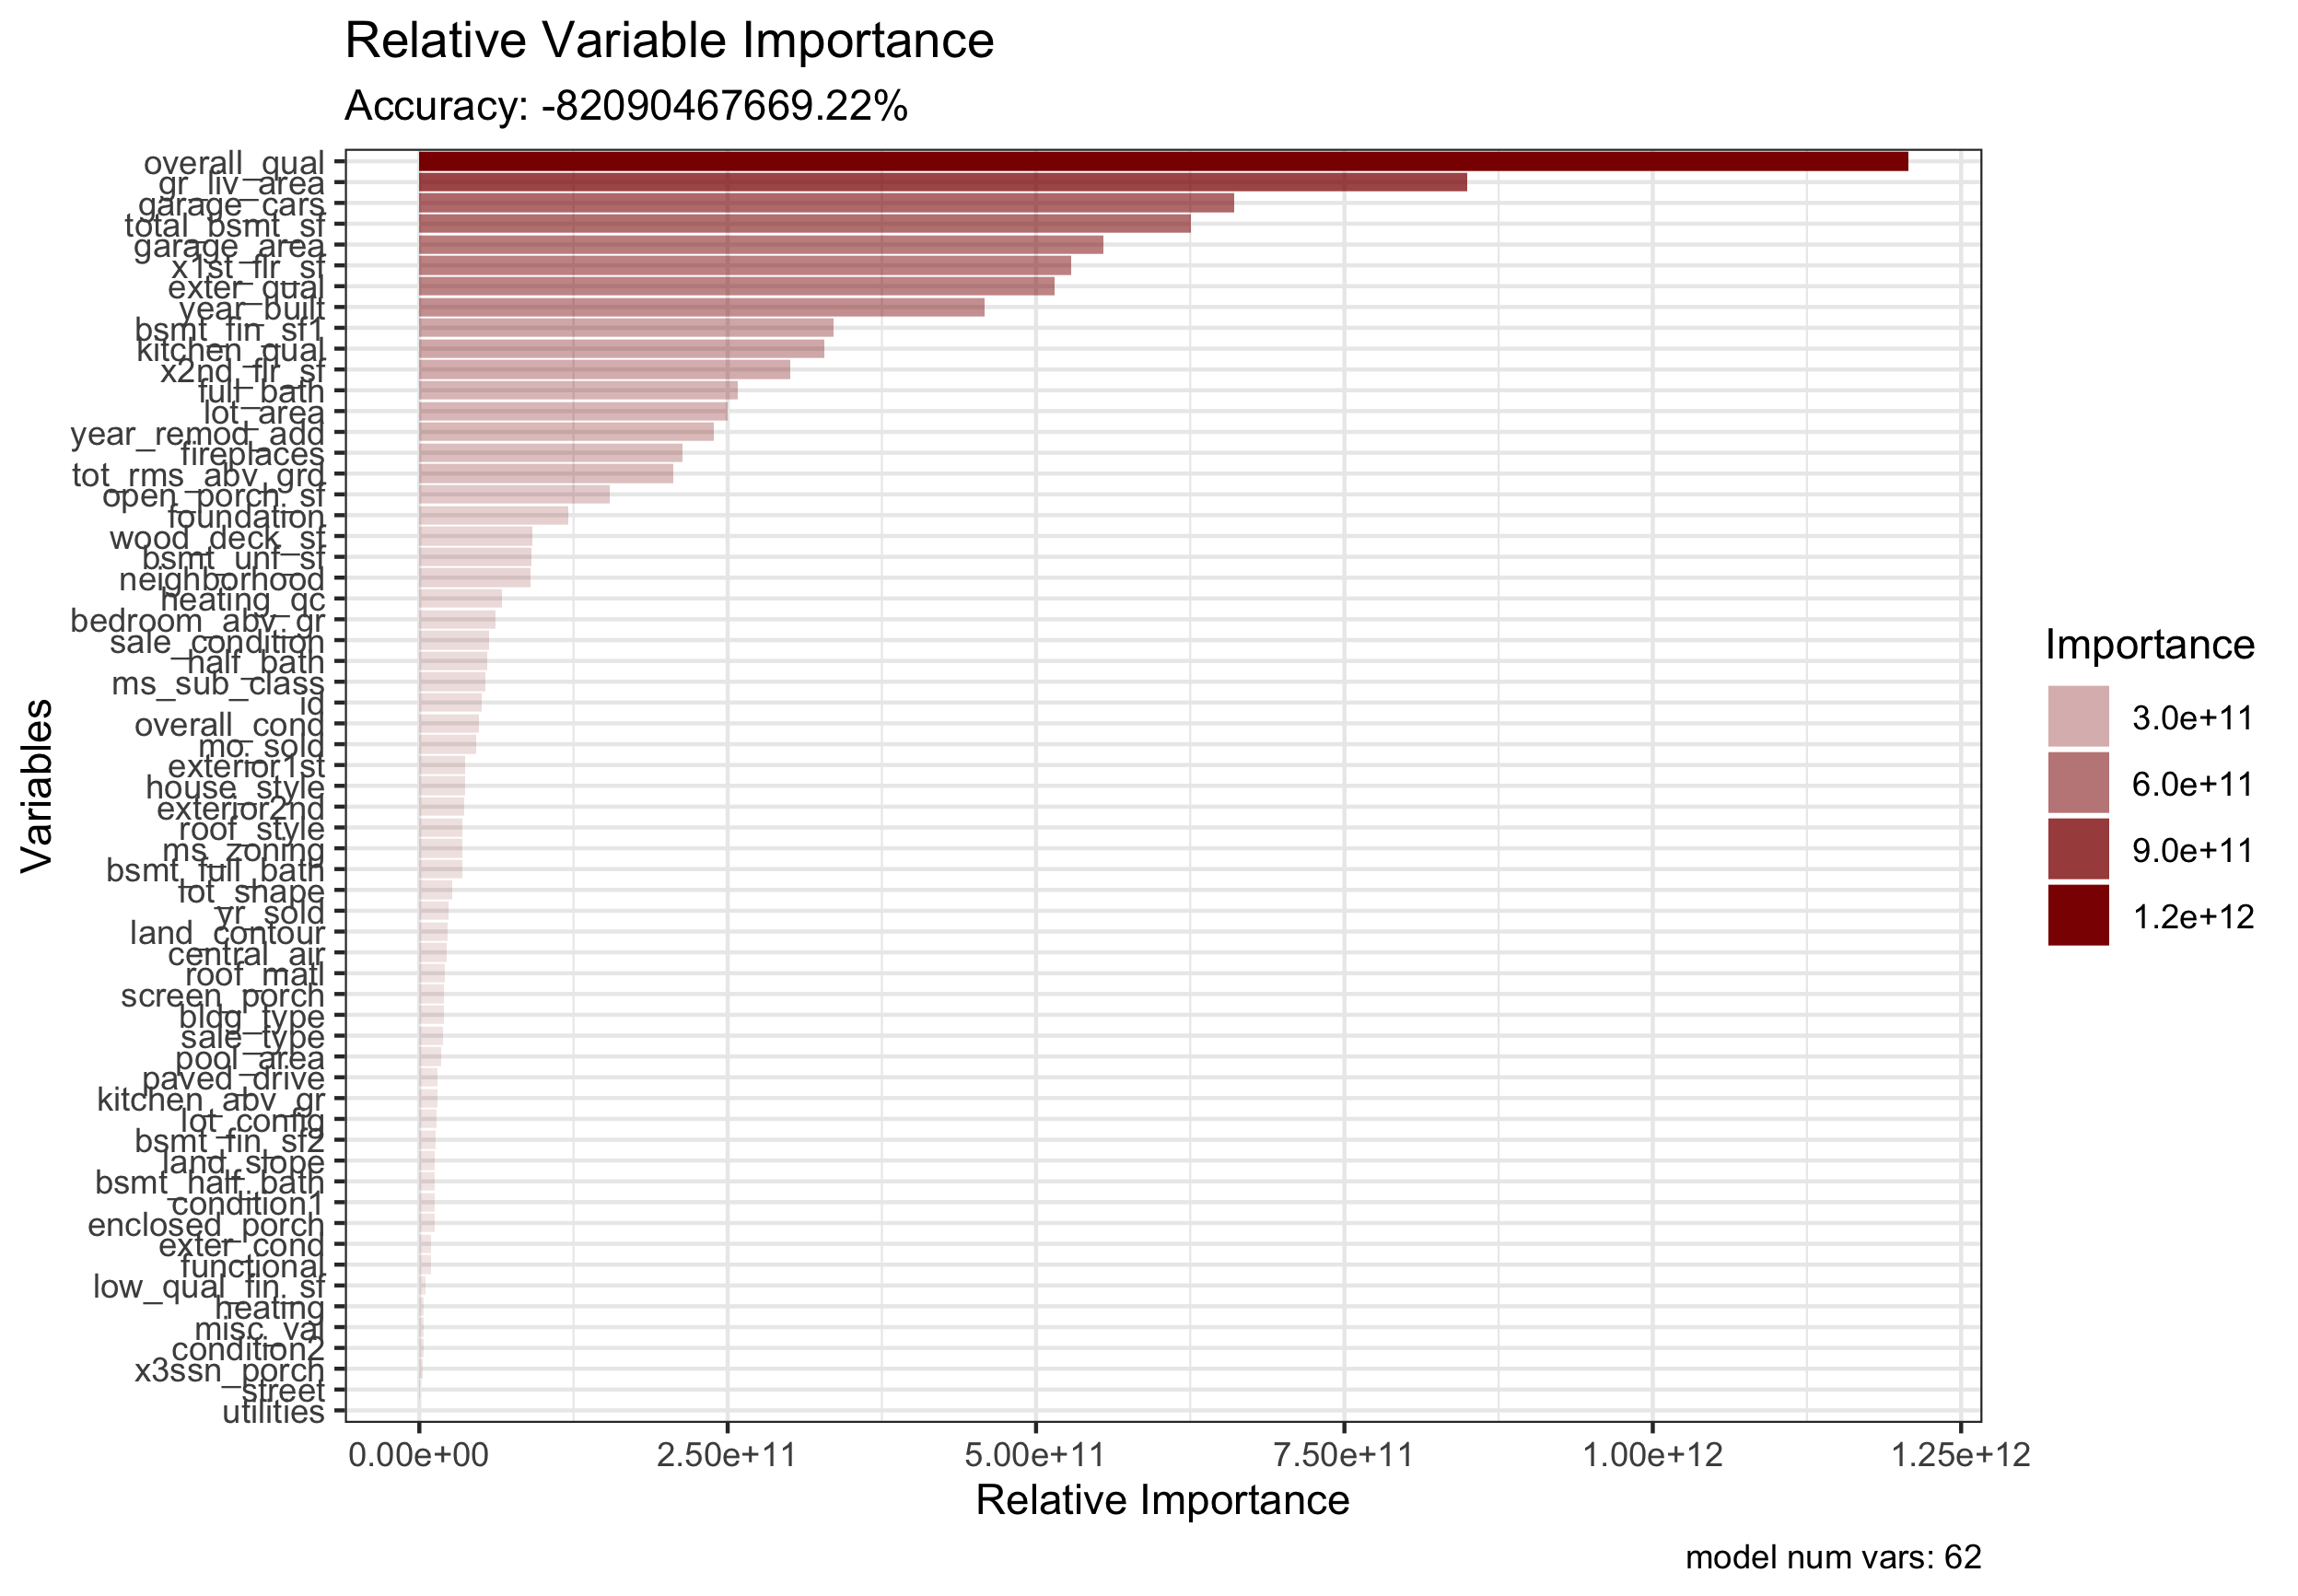 Relative Variable Importance
Accuracy: -82090467669.22%
overall_qual
gr_liv_area
garage_cars
total_bsmt_sf
garage_area
x1st_flr_sf
exter_qual
year_built
bsmt_fin_sf1
kitchen_qual
x2nd_flr_sf
full_bath
lot_area
year_remod_add
fireplaces
tot_rms_abv_grd
open_porch_sf
foundation
wood_deck_sf
bsmt_unf_sf
neighborhood
heating_qc
bedroom_abv_gr
sale_condition
half_bath
ms_sub_class
id
overall_cond
mo_sold
exterior1st
house_style
exterior2nd
roof_style
ms_zoning
bsmt_full_bath
lot_shape
yr_sold
land_contour
central_air
roof_matl
screen_porch
bldg_type
sale_type
pool_area
paved_drive
kitchen_abv_gr
lot_config
bsmt_fin_sf2
land_slope
bsmt_half_bath
condition1
enclosed_porch
exter_cond
functional
low_qual_fin_sf
heating
misc_val
condition2
x3ssn_porch
street
utilities
Variables
0.00e+00
2.50e+11
5.00e+11
7.50e+11
1.00e+12
1.25e+12
Relative Importance
Importance
3.0e+11
6.0e+11
9.0e+11
1.2e+12
model num vars: 62